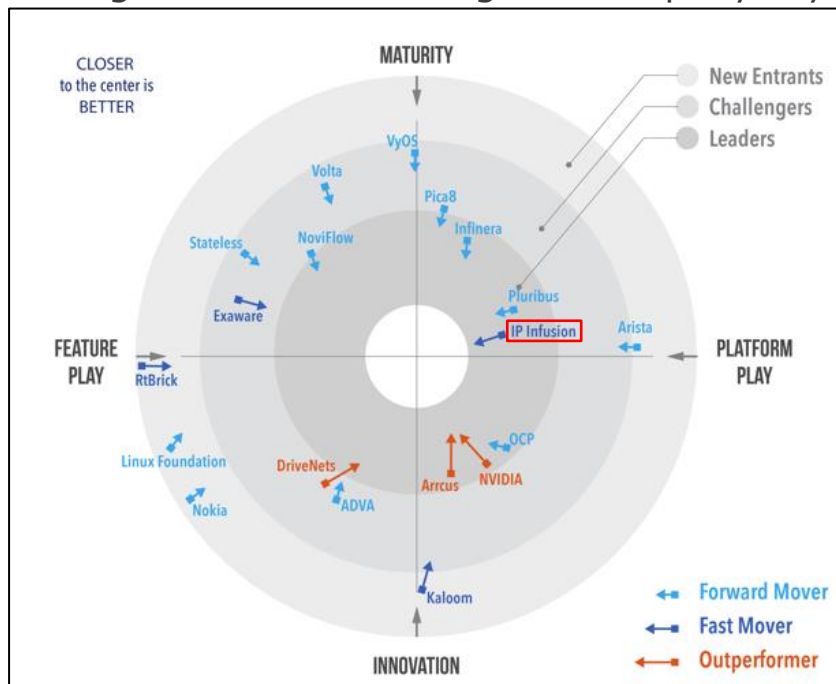 CLOSER
to the center is
BETTER
MATURITY
New Entrants
Challengers
Leaders
VyOS
Volta
Pica8
Infinera
Stateless
NoviFlow
Exaware
Pluribus
IP Infusion
Arista
FEATURE
PLAY
PLATFORM
PLAY
RtBrick
Linux Foundation
Nokia
DriveNets
ADVA
Arrcus
NVIDIA
OCP
Kaloom
INNOVATION
Forward Mover
Fast Mover
Outperformer